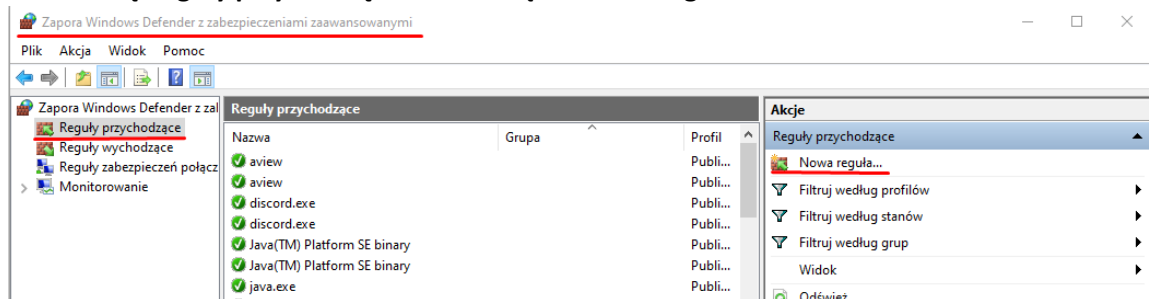 Zapora Windows Defender z zabezpieczeniami zaawansowanymi
Plik Akcja Widok Pomoc
Zapora Windows Defender z zal
Reguły przychodzące
Reguły wychodzące
Reguły zabezpieczeń połącz
Monitorowanie
Reguły przychodzące
Nazwa Grupa Profil
aview Publi...
aview Publi...
discord.exe Publi...
discord.exe Publi...
Java(TM) Platform SE binary Publi...
Java(TM) Platform SE binary Publi...
java.exe Publi...
Akcje
Reguły przychodzące
Nowa reguła...
Filtruj według profilów
Filtruj według stanów
Filtruj według grup
Widok
Odśwież